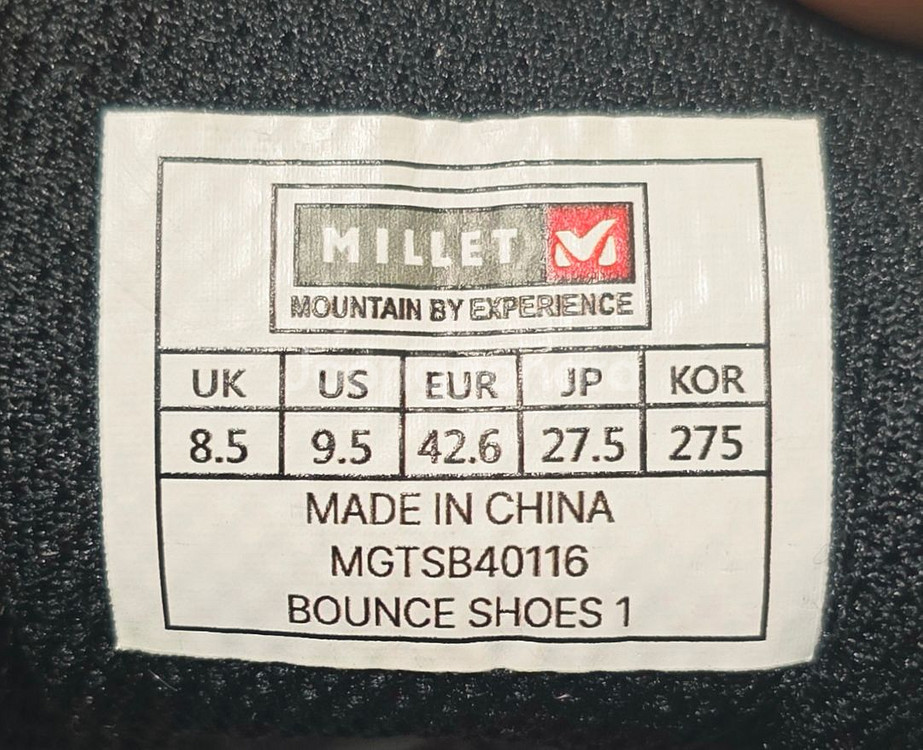 MILLET
MOUNTAIN BY EXPERIENCE
UK US EUR JP KOR
8.5 9.5 42.6 27.5 275
MADE IN CHINA
MGTSB40116
BOUNCE SHOES 1